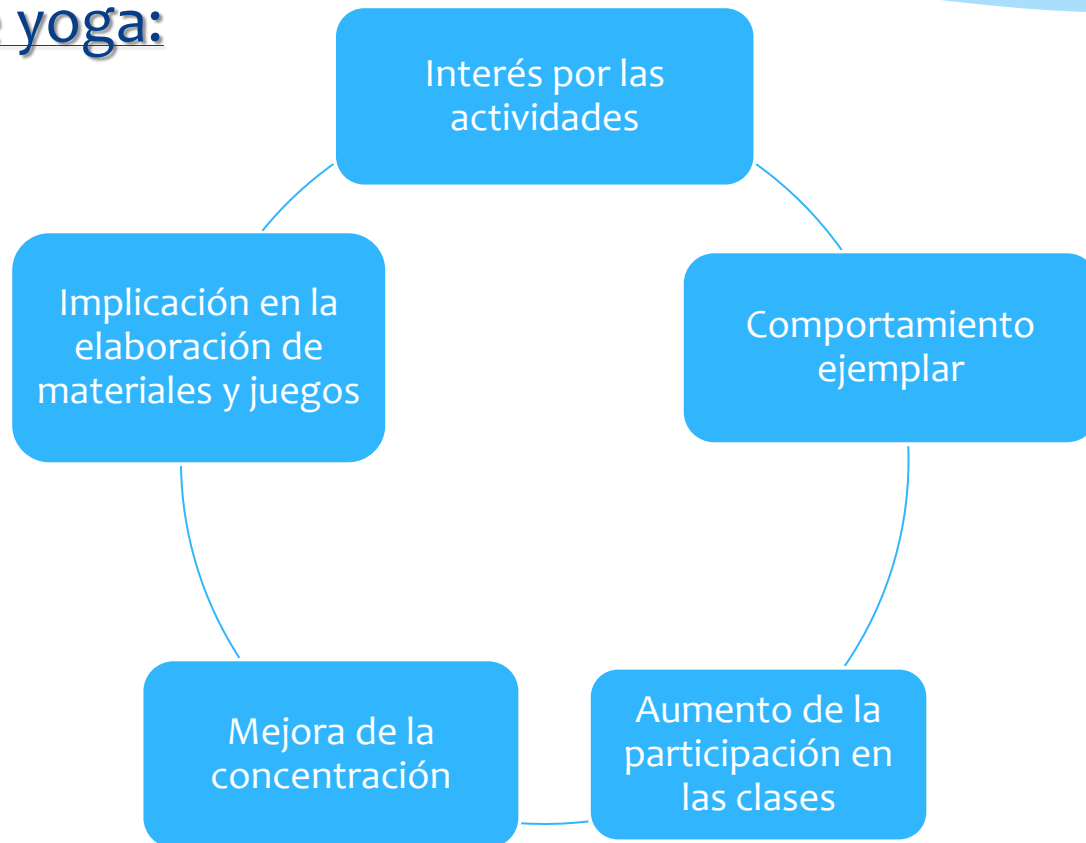 yoga:
Interés por las
actividades
Comportamiento
ejemplar
Aumento de la
participación en
las clases
Mejora de la
concentración
Implicación en la
elaboración de
materiales y juegos